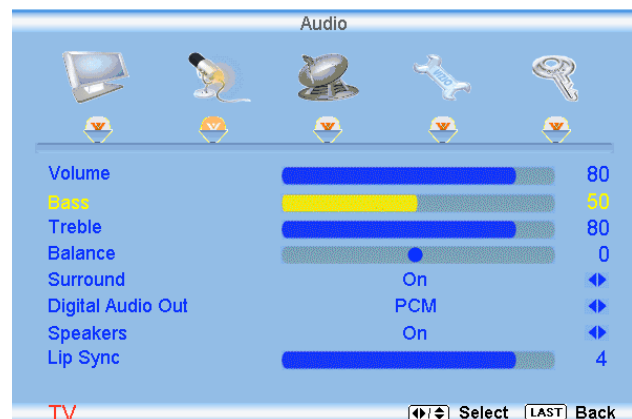 Audio
VIZIO
Volume 80
Bass 50
Treble 80
Balance 0
Surround On
Digital Audio Out PCM
Speakers On
Lip Sync 4
TV Select LAST Back